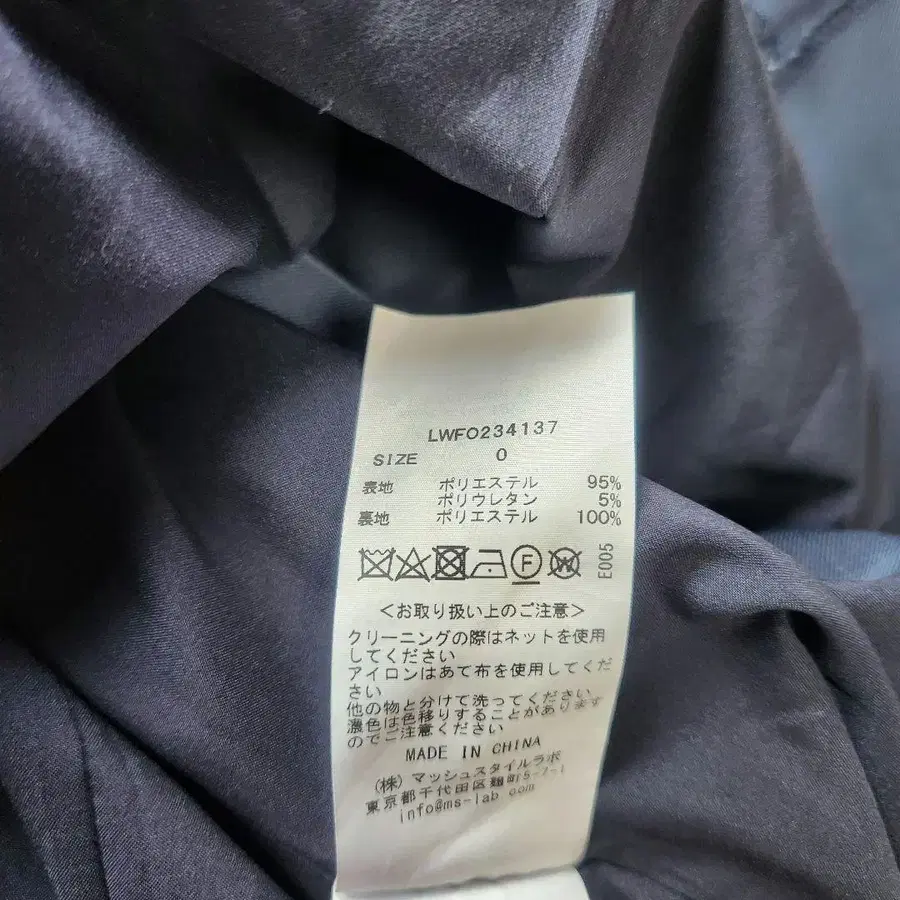 LWFO234137
SIZE 0
表地 ポリエステル 95%
ポリウレタン 5%
裏地 ポリエステル 100%
F W E005
<お取り扱い上のご注意>
クリーニングの際はネットを使用
してください
アイロンはあて布を使用してくだ
さい
他の物と分けて洗ってください
濃色は色移りすることがあります
のでご注意ください
MADE IN CHINA
(株) マッシュスタイルラボ
東京都千代田区麹町5-7-1
info@ms-lab com